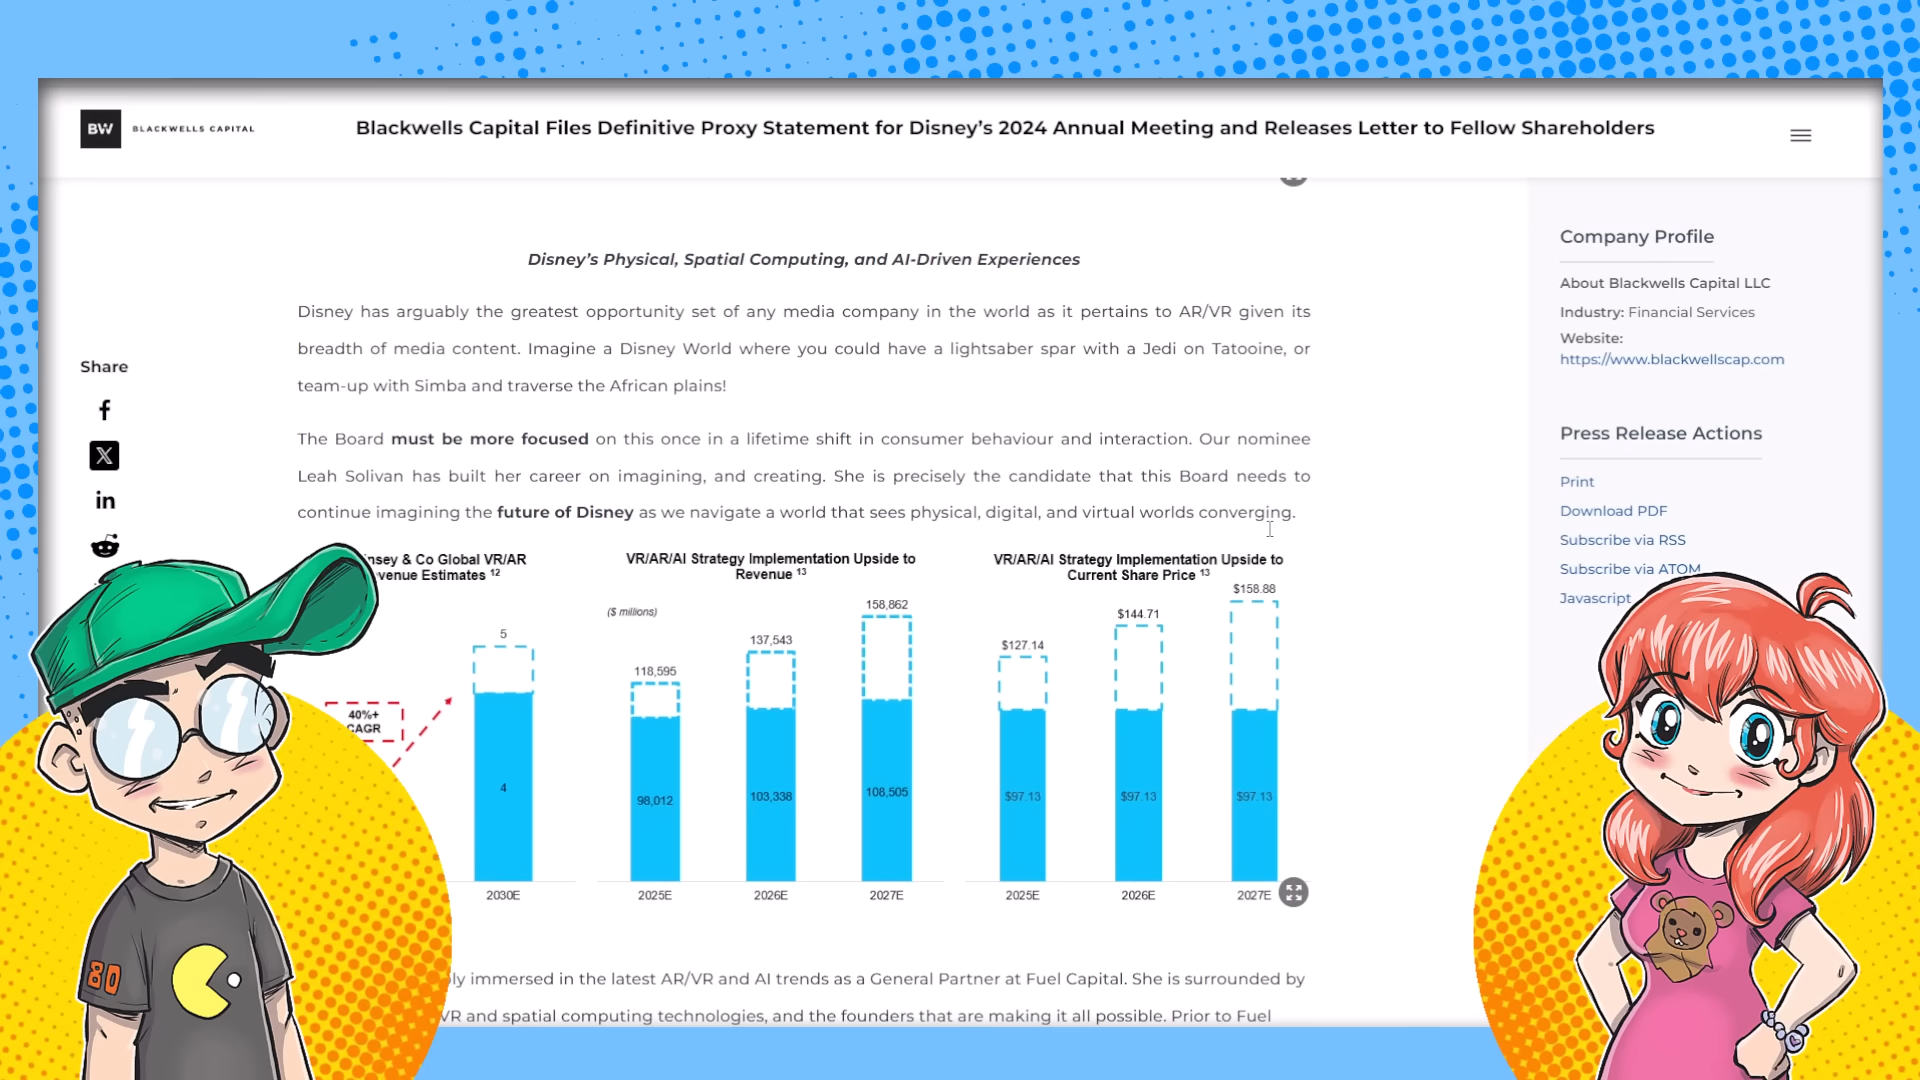 BW BLACKWELLS CAPITAL
Blackwells Capital Files Definitive Proxy Statement for Disney's 2024 Annual Meeting and Releases Letter to Fellow Shareholders
Share
Disney's Physical, Spatial Computing, and AI-Driven Experiences
Disney has arguably the greatest opportunity set of any media company in the world as it pertains to AR/VR given its
breadth of media content. Imagine a Disney World where you could have a lightsaber spar with a Jedi on Tatooine, or
team-up with Simba and traverse the African plains!
The Board must be more focused on this once in a lifetime shift in consumer behaviour and interaction. Our nominee
Leah Solivan has built her career on imagining, and creating. She is precisely the candidate that this Board needs to
continue imagining the future of Disney as we navigate a world that sees physical, digital, and virtual worlds converging.
& Co Global VR/AR
Estimates 12
5
40%+
CAGR
4
2030E
VR/AR/AI Strategy Implementation Upside to
Revenue 13
($ millions)
118,595
137,543
158,862
98,012
103,338
108,505
2025E
2026E
2027E
VR/AR/AI Strategy Implementation Upside to
Current Share Price 13
$127.14
$144.71
$158.88
$97.13
$97.13
$97.13
2025E
2026E
2027E
immersed in the latest AR/VR and AI trends as a General Partner at Fuel Capital. She is surrounded by
VR and spatial computing technologies, and the founders that are making it all possible. Prior to Fuel
Company Profile
About Blackwells Capital LLC
Industry: Financial Services
Website:
https://www.blackwellscap.com
Press Release Actions
Print
Download PDF
Subscribe via RSS
Subscribe via ATOM
Javascript
80